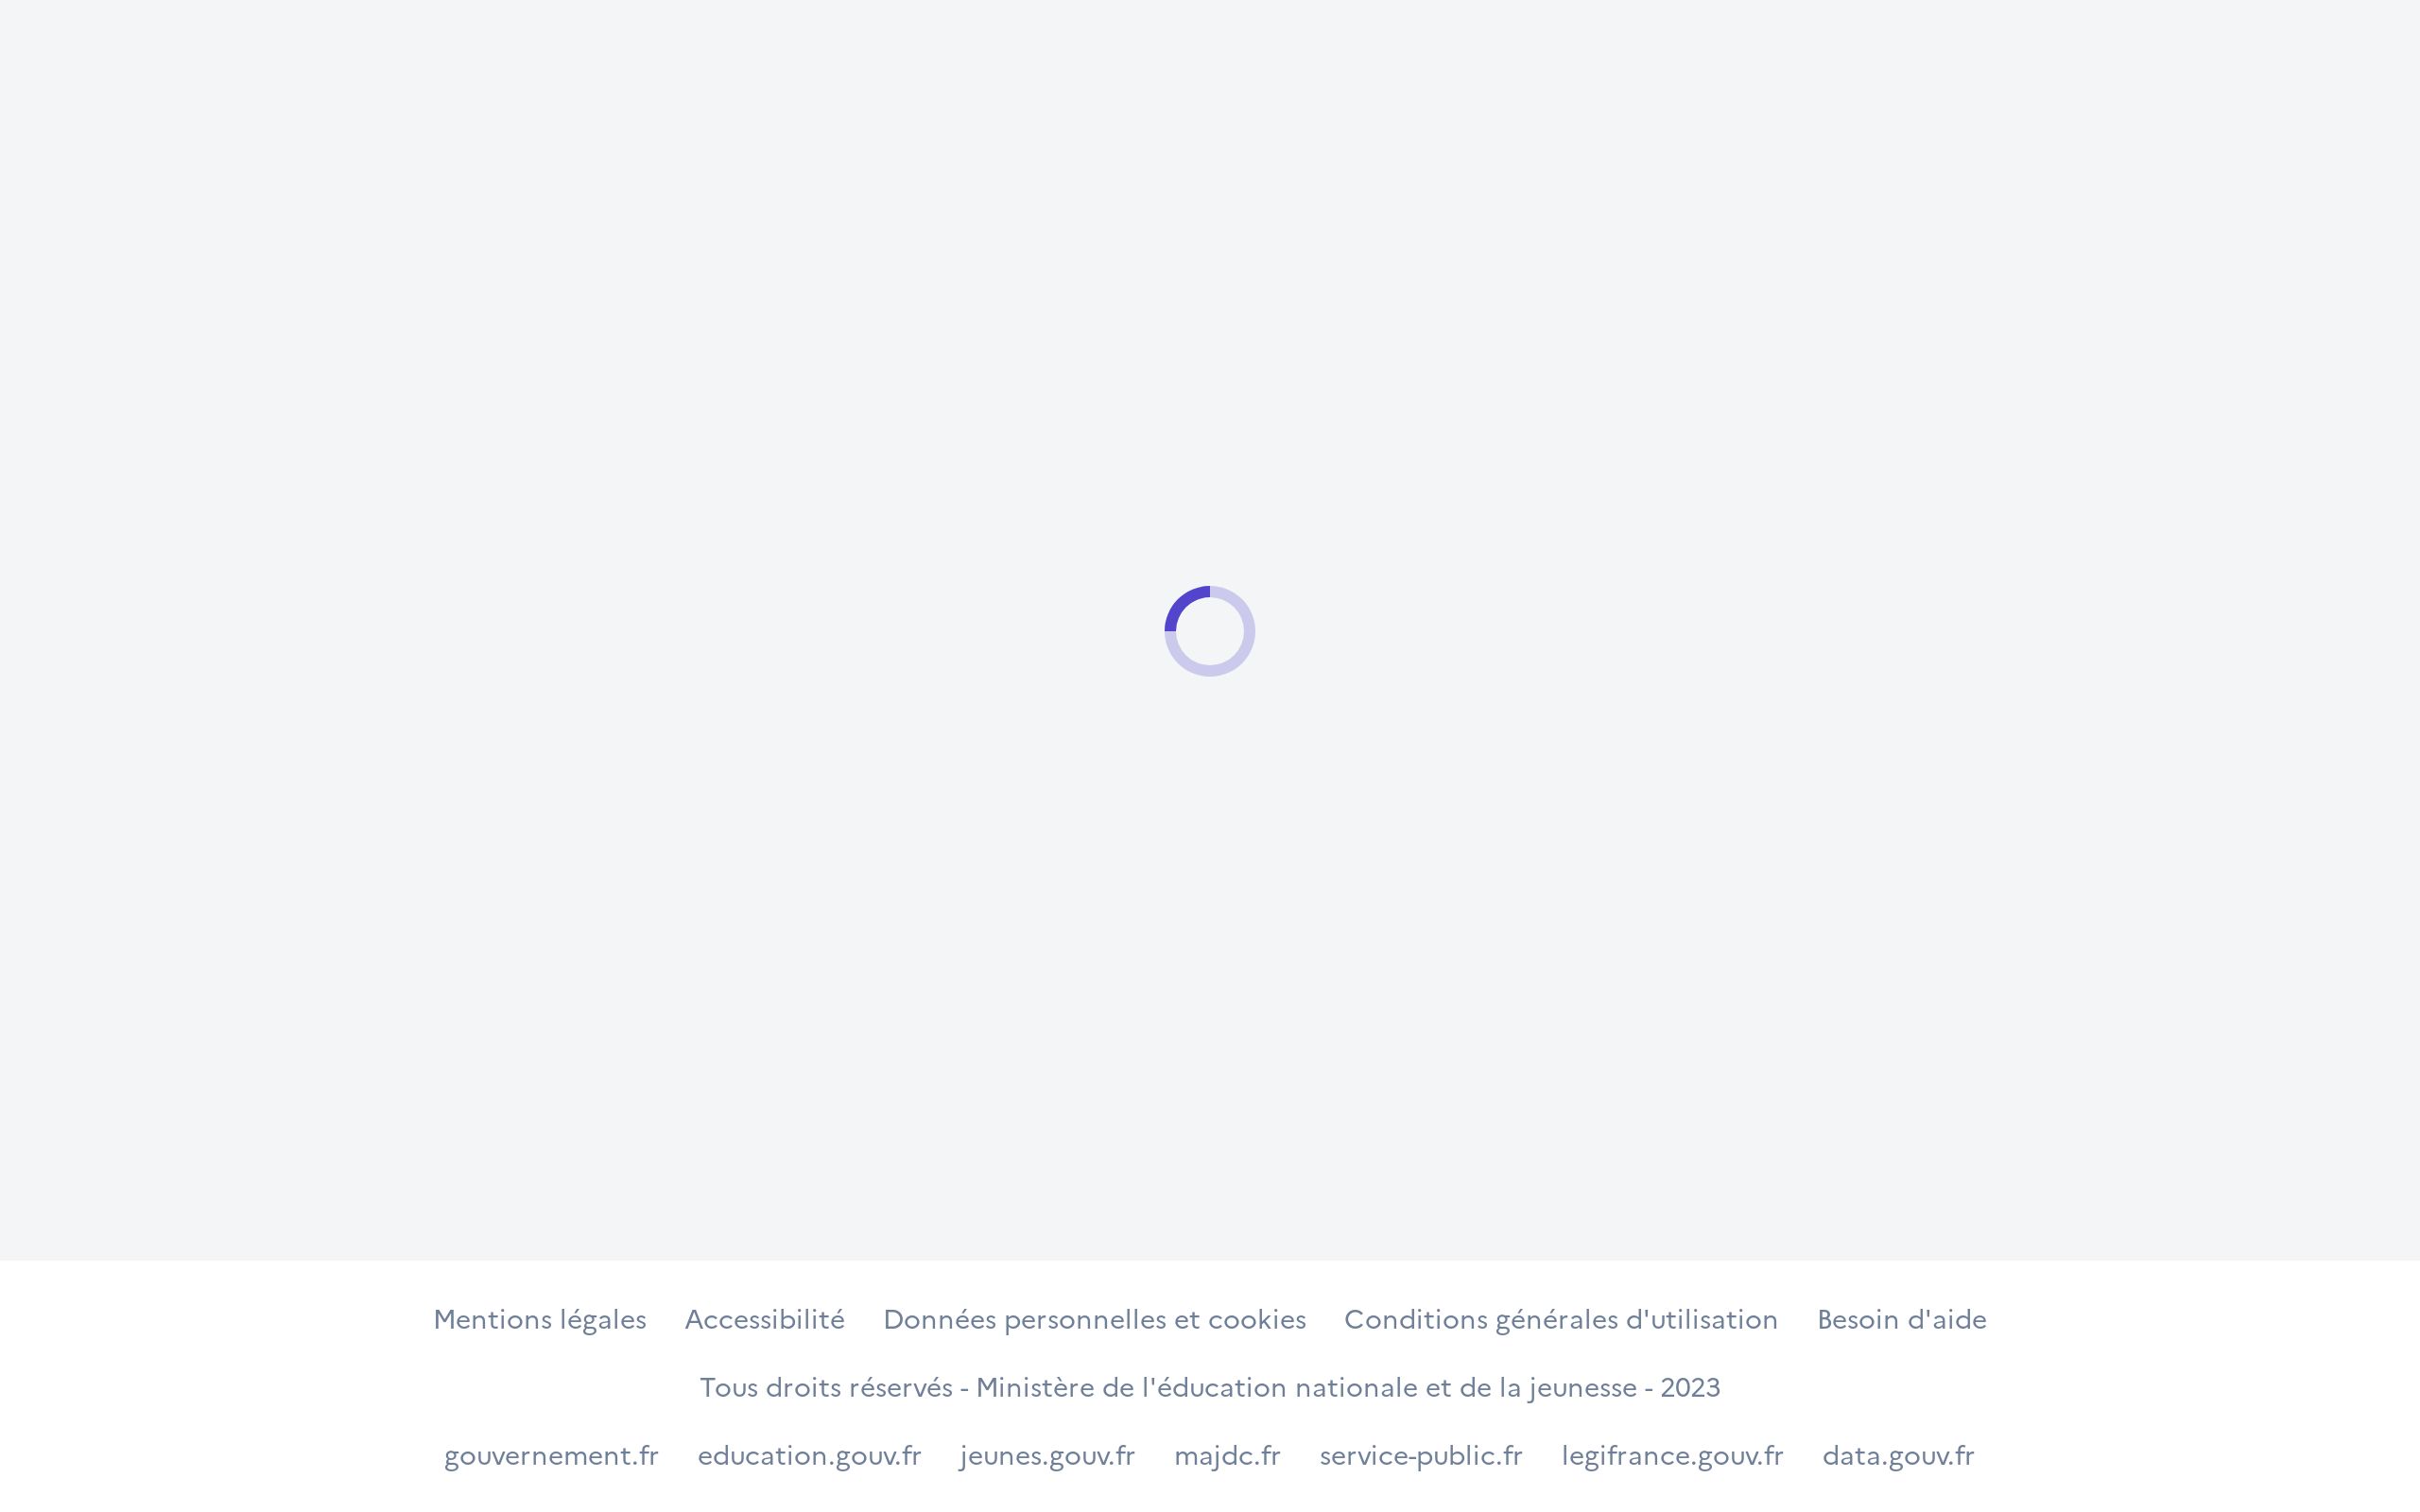 Mentions légales Accessibilité Données personnelles et cookies Conditions générales d'utilisation Besoin d'aide
Tous droits réservés - Ministère de l'éducation nationale et de la jeunesse - 2023
gouvernement.fr education.gouv.fr jeunes.gouv.fr majdc.fr service-public.fr legifrance.gouv.fr data.gouv.fr